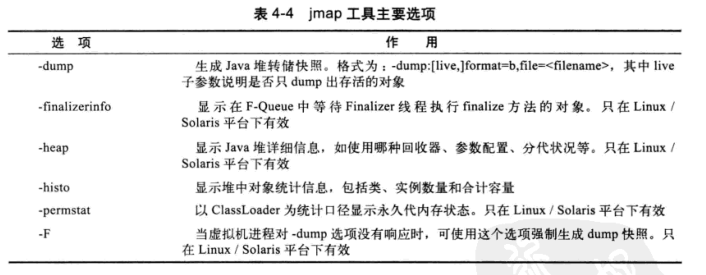 表 4-4 jmap 工具主要选项
选 项 作 用
-dump 生成 Java 堆转储快照。格式为：-dump:[live,]format=b,file=<filename>，其中 live
子参数说明是否只 dump 出存活的对象
-finalizerinfo 显示在 F-Queue 中等待 Finalizer 线程执行 finalize 方法的对象。只在 Linux /
Solaris 平台下有效
-heap 显示 Java 堆详细信息，如使用哪种回收器、参数配置、分代状况等。只在 Linux /
Solaris 平台下有效
-histo 显示堆中对象统计信息，包括类、实例数量和合计容量
-permstat 以 ClassLoader 为统计口径显示永久代内存状态。只在 Linux / Solaris 平台下有效
-F 当虚拟机进程对 -dump 选项没有响应时，可使用这个选项强制生成 dump 快照。只
在 Linux / Solaris 平台下有效